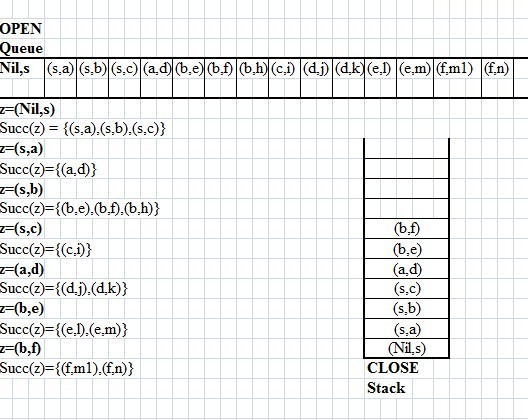 OPEN
Queue
Nil,s (s,a) (s,b) (s,c) (a,d) (b,e) (b,f) (b,h) (c,i) (d,j) (d,k) (e,l) (e,m) (f,m1) (f,n)
z=(Nil,s)
Succ(z) = {(s,a),(s,b),(s,c)}
z=(s,a)
Succ(z)={(a,d)}
z=(s,b)
Succ(z)={(b,e),(b,f),(b,h)}
z=(s,c)
Succ(z)={(c,i)}
z=(a,d)
Succ(z)={(d,j),(d,k)}
z=(b,e)
Succ(z)={(e,l),(e,m)}
z=(b,f)
Succ(z)={(f,m1),(f,n)}
(b,f)
(b,e)
(a,d)
(s,c)
(s,b)
(s,a)
(Nil,s)
CLOSE
Stack